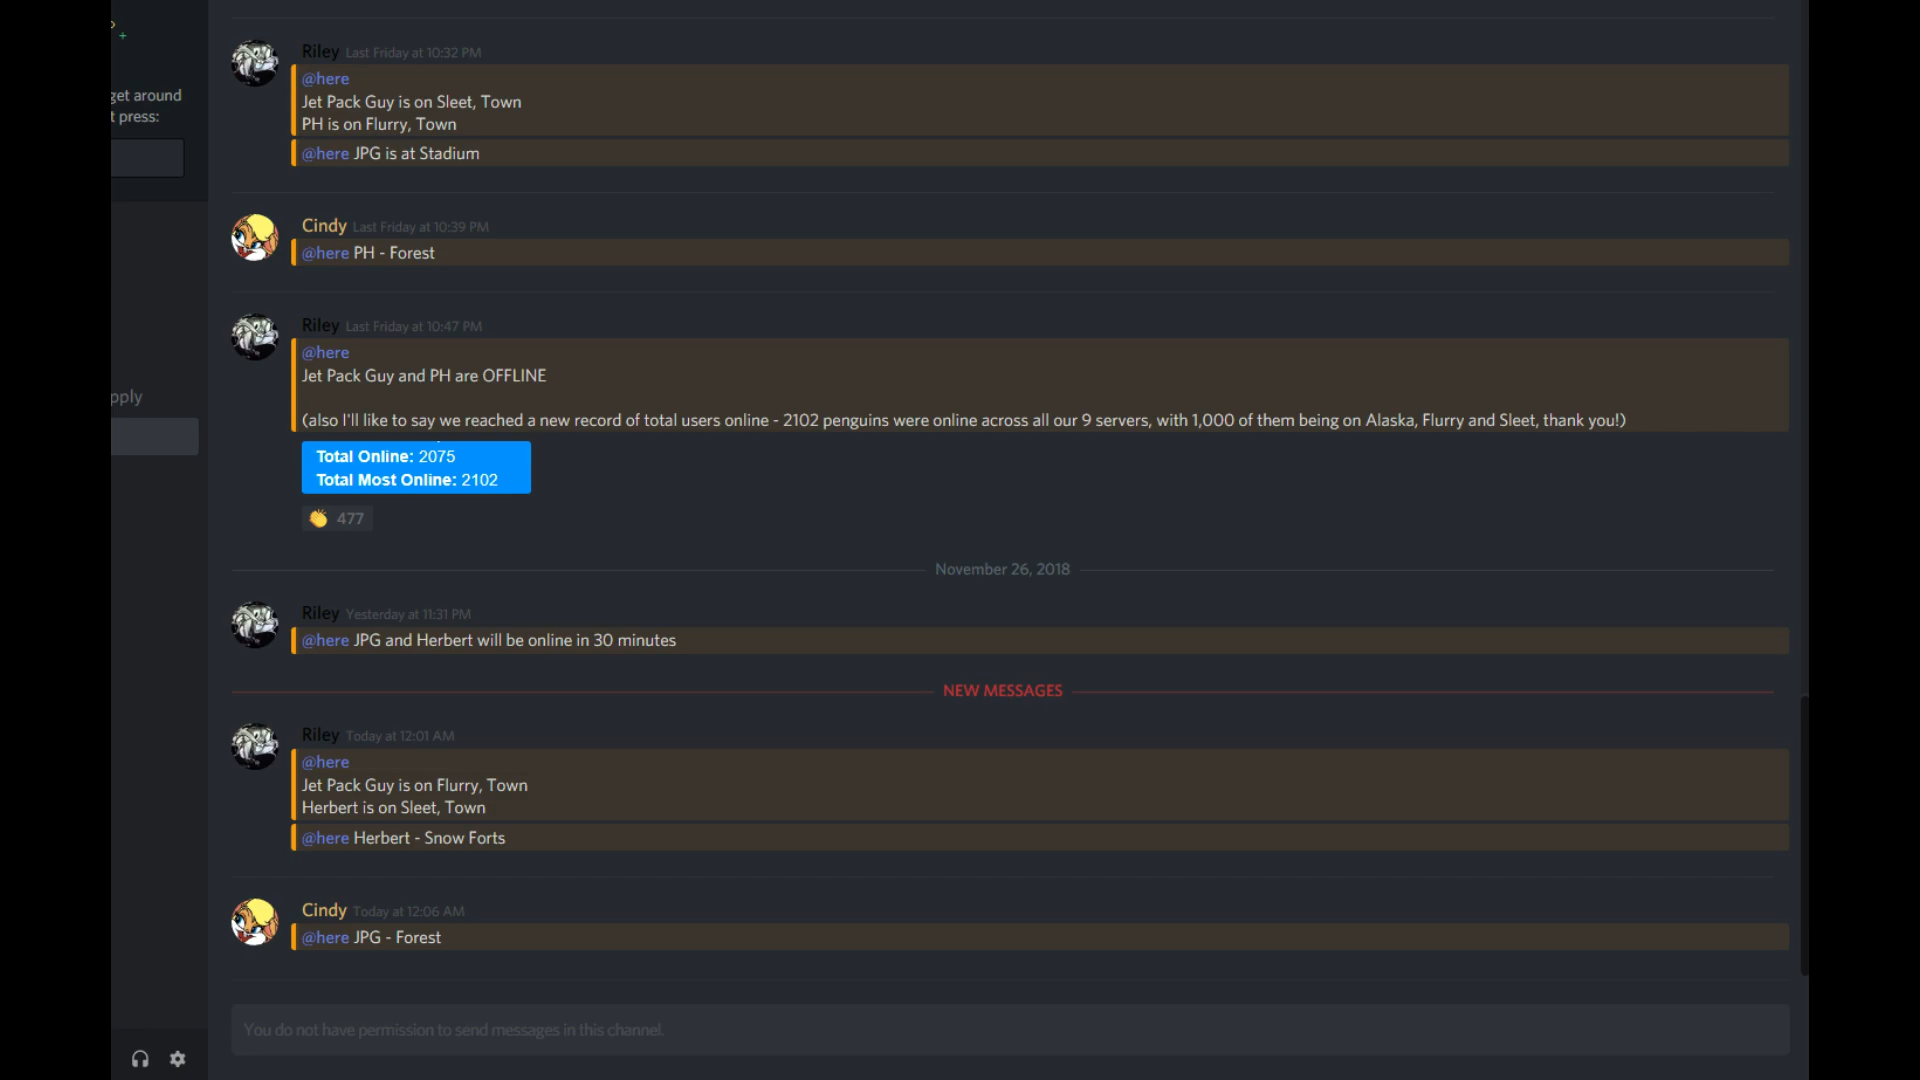 get around
t press:
pply
Riley Last Friday at 10:32 PM
@here
Jet Pack Guy is on Sleet, Town
PH is on Flurry, Town
@here JPG is at Stadium
Cindy Last Friday at 10:39 PM
@here PH - Forest
Riley Last Friday at 10:47 PM
@here
Jet Pack Guy and PH are OFFLINE
(also I'll like to say we reached a new record of total users online - 2102 penguins were online across all our 9 servers, with 1,000 of them being on Alaska, Flurry and Sleet, thank you!)
Total Online: 2075
Total Most Online: 2102
477
November 26, 2018
Riley Yesterday at 11:31 PM
@here JPG and Herbert will be online in 30 minutes
NEW MESSAGES
Riley Today at 12:01 AM
@here
Jet Pack Guy is on Flurry, Town
Herbert is on Sleet, Town
@here Herbert - Snow Forts
Cindy Today at 12:06 AM
@here JPG - Forest
You do not have permission to send messages in this channel.